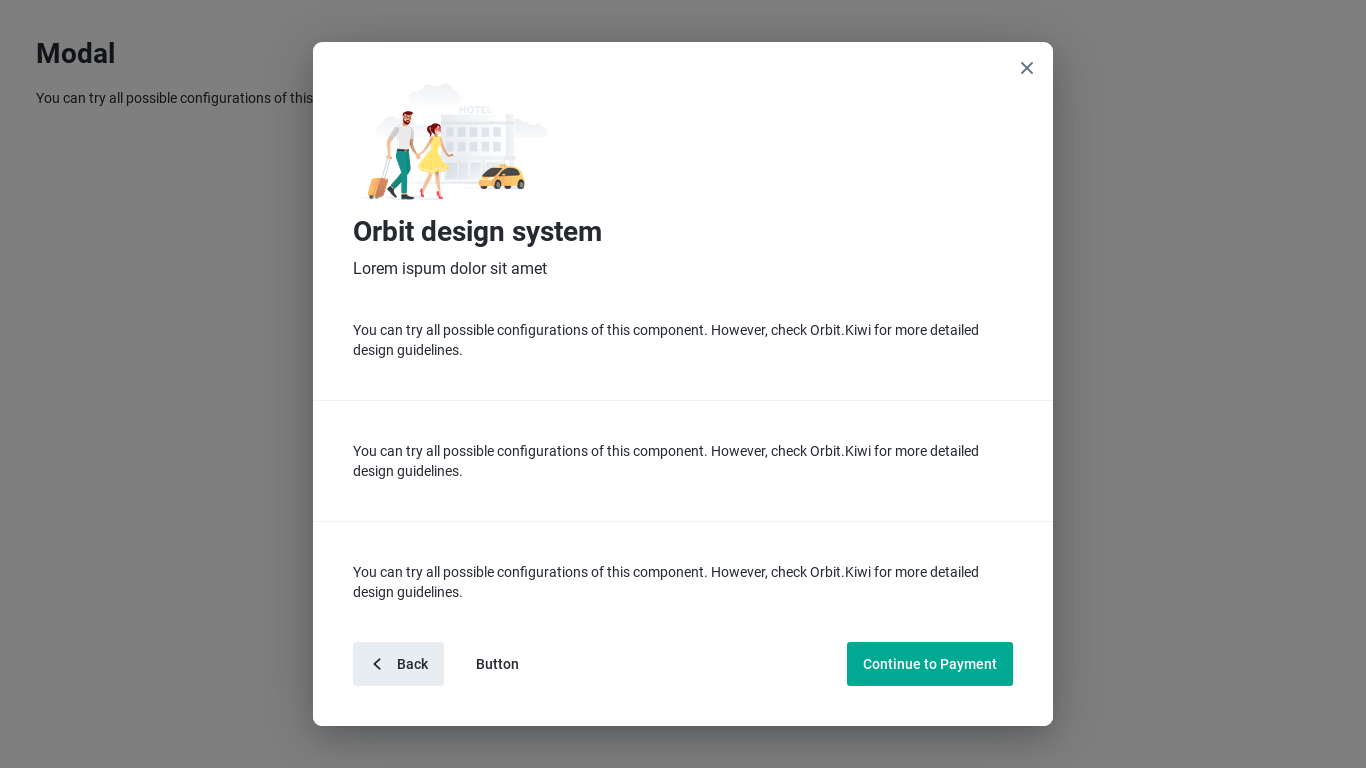 Modal
You can try all possible configurations of this
HOTEL
Orbit design system
Lorem ispum dolor sit amet
You can try all possible configurations of this component. However, check Orbit.Kiwi for more detailed
design guidelines.
You can try all possible configurations of this component. However, check Orbit.Kiwi for more detailed
design guidelines.
You can try all possible configurations of this component. However, check Orbit.Kiwi for more detailed
design guidelines.
Back
Button
Continue to Payment